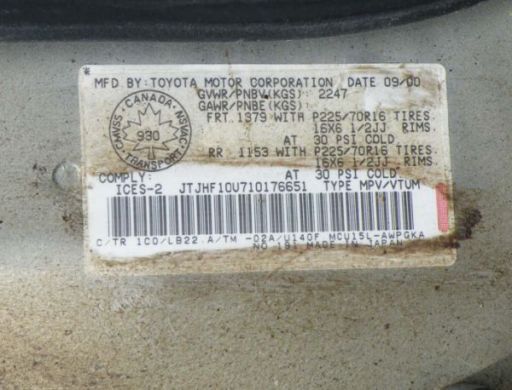 MFD BY:TOYOTA MOTOR CORPORATION DATE 09/00
GVWR/PNBV(KGS) 2247
GAWR/PNBE(KGS):
FRT 1379 WITH P225/70R16 TIRES
16X6 1/2JJ RIMS
AT 30 PSI COLD
RR 1153 WITH P225/70R16 TIRES
16X6 1/2JJ RIMS
AT 30 PSI COLD
CANADA
CMVSS
NSVAC
930
TRANSPORT
COMPLY:
ICES-2 JTJHF10U710176651 TYPE MPV/VTUM
C/TR 1C0/LB22 A/TM -02A/U140F MCU15L-AWPGKA
MADE IN JAPAN